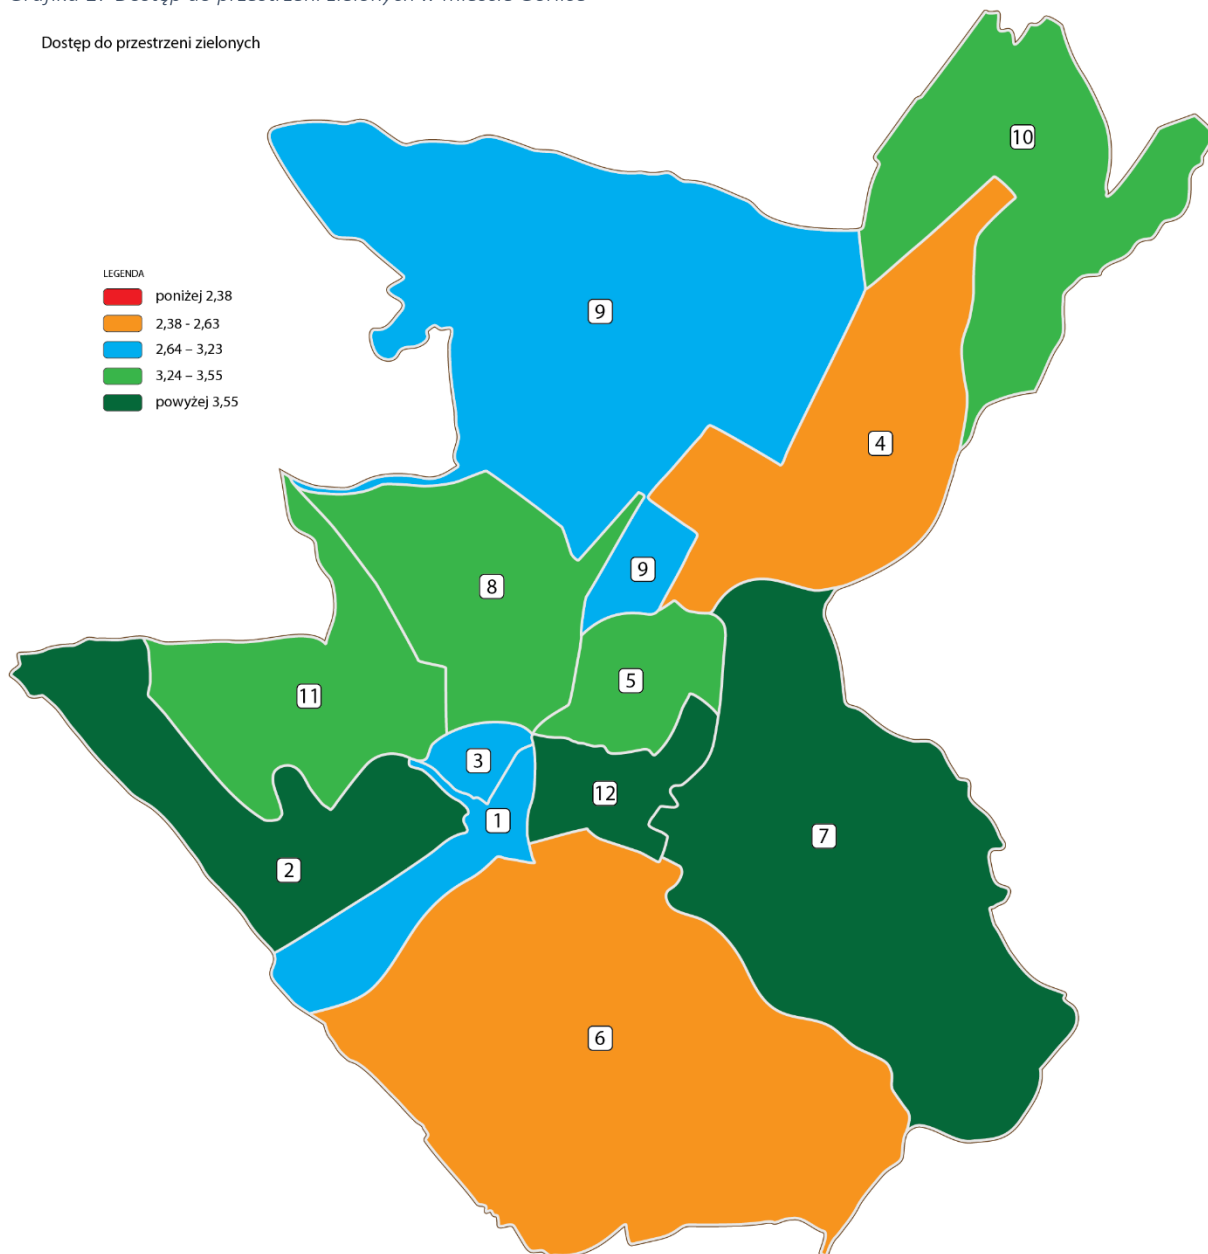 Dostęp do przestrzeni zielonych
10
LEGENDA
poniżej 2,38
2,38 - 2,63
2,64 – 3,23
3,24 – 3,55
powyżej 3,55
9
4
9
8
5
11
3
12
1
7
2
6